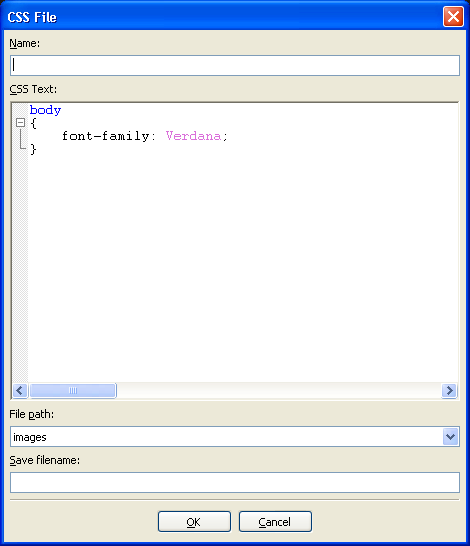 CSS File
Name:
CSS Text:
body
{
    font-family: Verdana;
}
File path:
images
Save filename:
OK Cancel